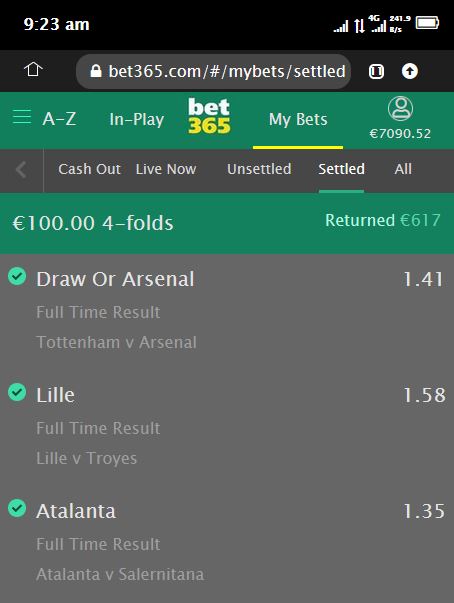 9:23 am
4G 241.9 B/s
bet365.com/#/mybets/settled
A-Z In-Play bet365 My Bets €7090.52
Cash Out Live Now Unsettled Settled All
€100.00 4-folds Returned €617
Draw Or Arsenal 1.41
Full Time Result
Tottenham v Arsenal
Lille 1.58
Full Time Result
Lille v Troyes
Atalanta 1.35
Full Time Result
Atalanta v Salernitana